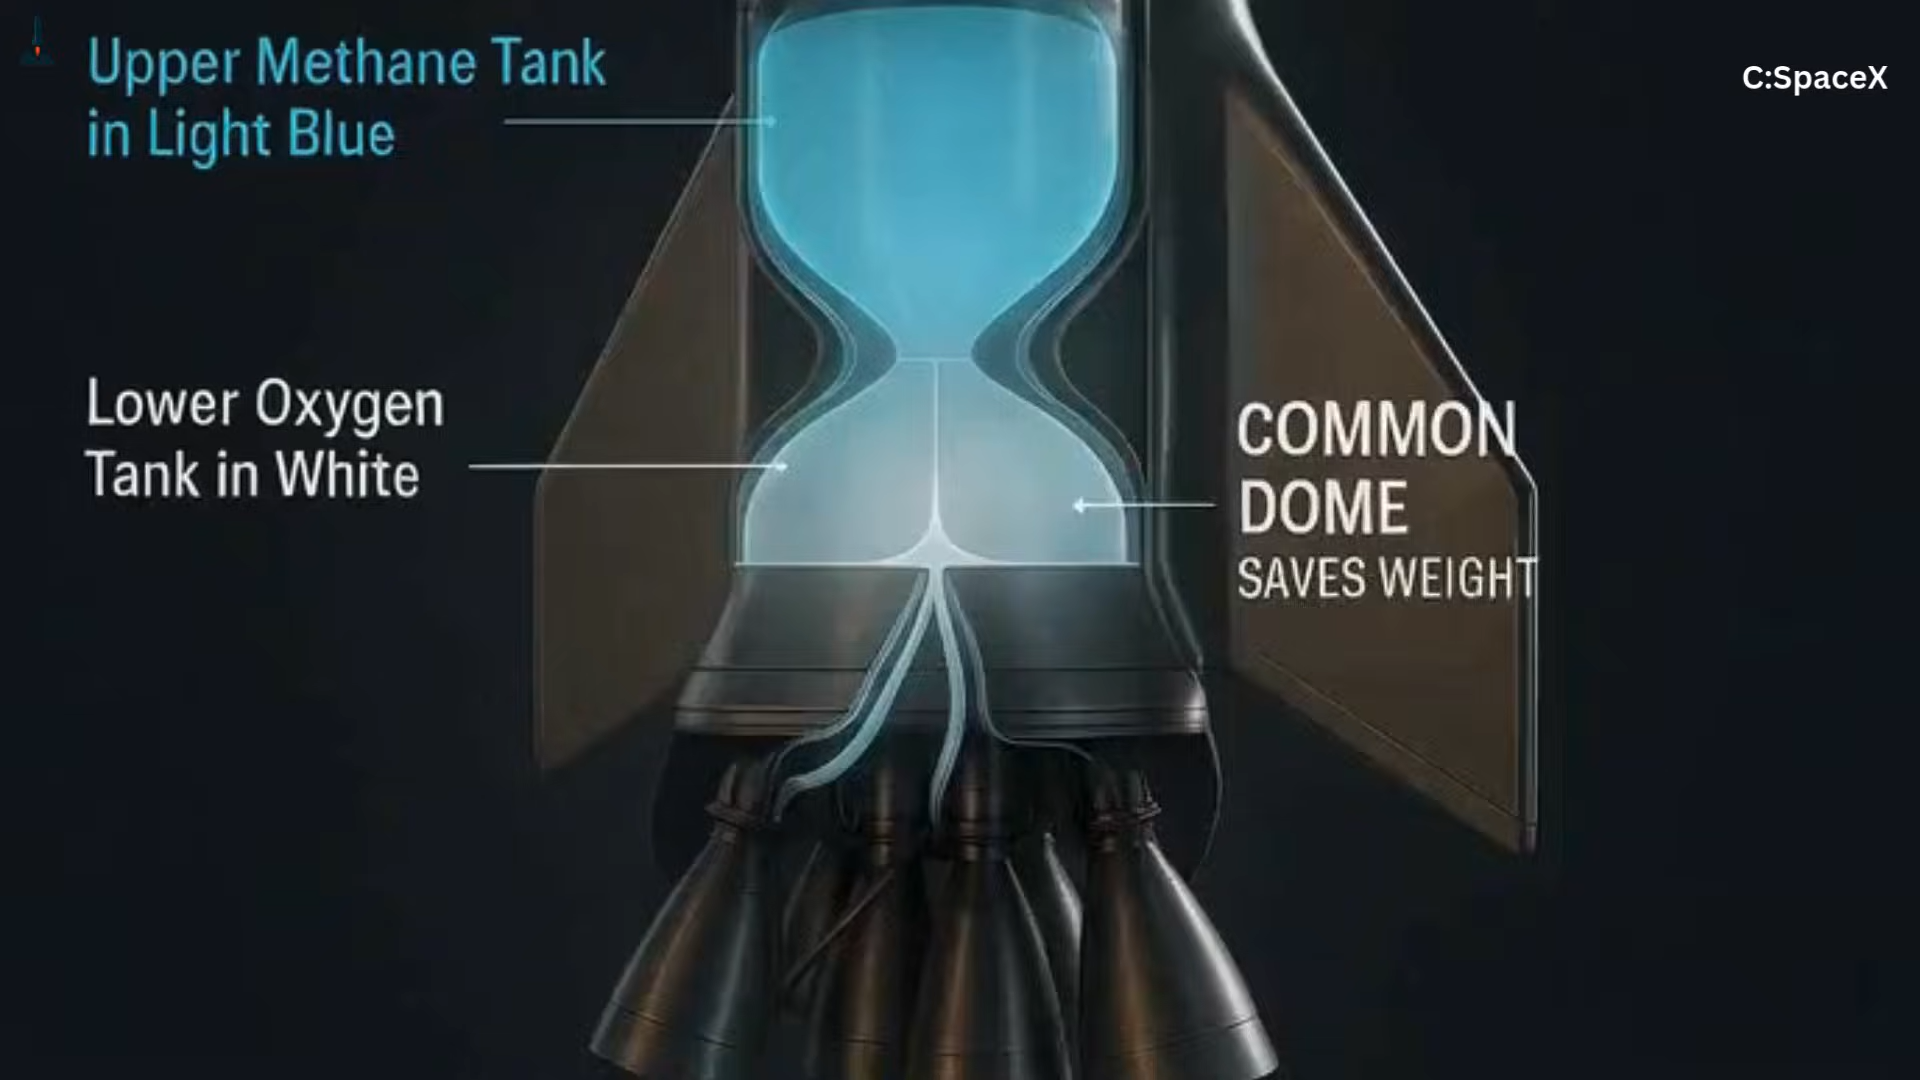 Upper Methane Tank
in Light Blue
C:SpaceX
Lower Oxygen
Tank in White
COMMON
DOME
SAVES WEIGHT